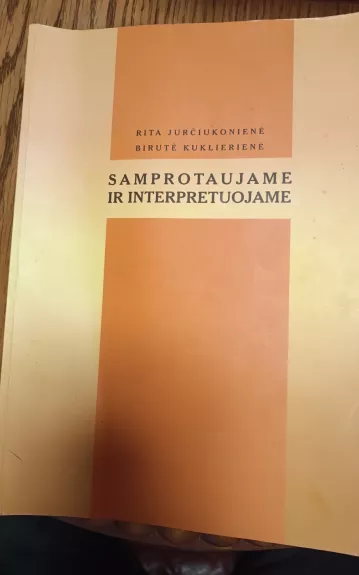 RITA JURČIUKONIENĖ
BIRUTĖ KUKLIERIENĖ
SAMPROTAUJAME
IR INTERPRETUOJAME